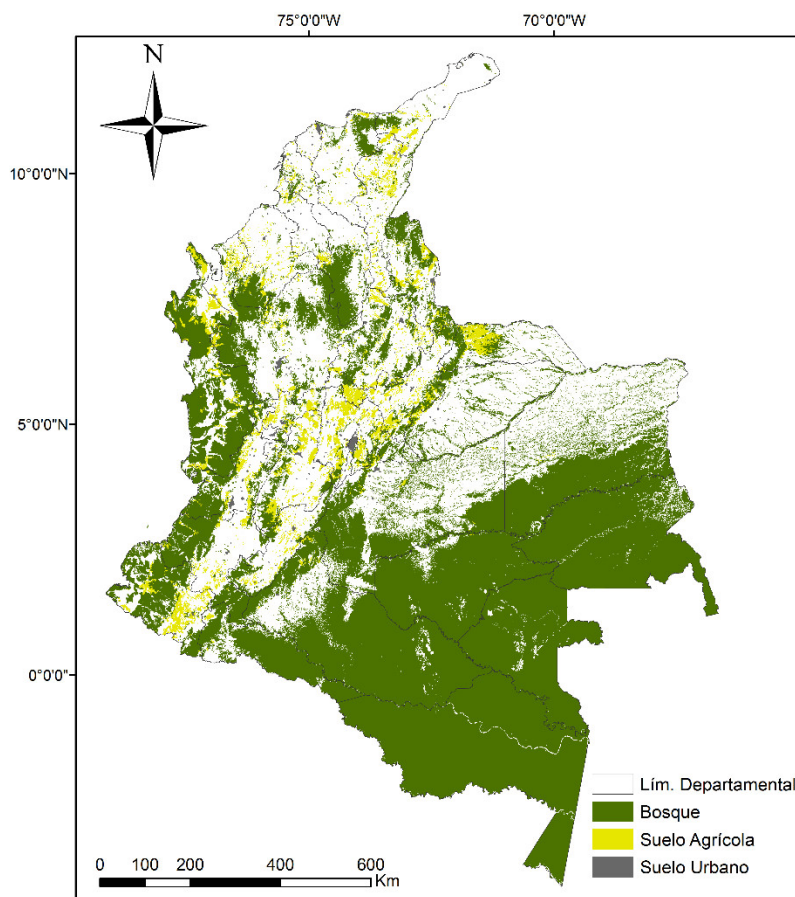 75°0'0"W 70°0'0"W
N
10°0'0"N
5°0'0"N
0°0'0"
Lím. Departamental
Bosque
Suelo Agrícola
Suelo Urbano
0 100 200 400 600
Km